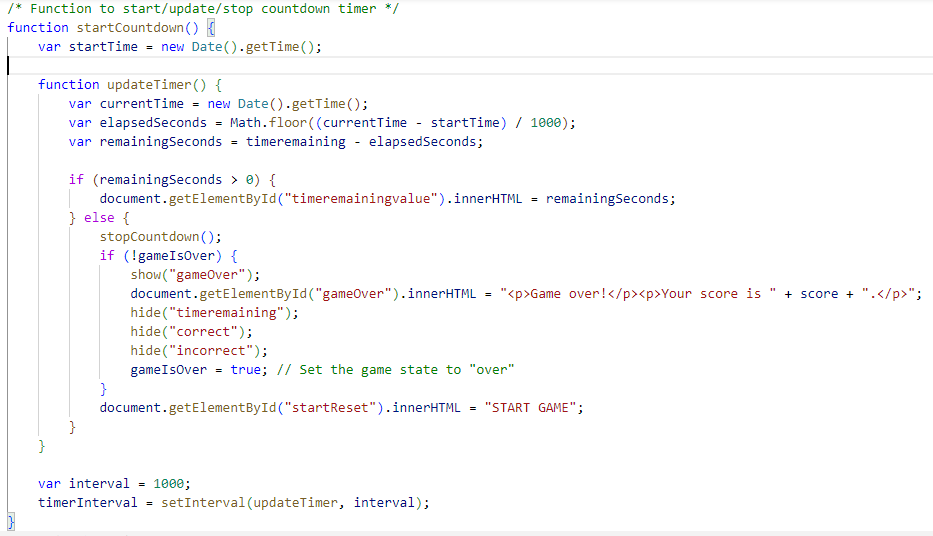 /* Function to start/update/stop countdown timer */
function startCountdown() {
    var startTime = new Date().getTime();

    function updateTimer() {
        var currentTime = new Date().getTime();
        var elapsedSeconds = Math.floor((currentTime - startTime) / 1000);
        var remainingSeconds = timeremaining - elapsedSeconds;

        if (remainingSeconds > 0) {
            document.getElementById("timeremainingvalue").innerHTML = remainingSeconds;
        } else {
            stopCountdown();
            if (!gameIsOver) {
                show("gameOver");
                document.getElementById("gameOver").innerHTML = "<p>Game over!</p><p>Your score is " + score + ".</p>";
                hide("timeremaining");
                hide("correct");
                hide("incorrect");
                gameIsOver = true; // Set the game state to "over"
            }
            document.getElementById("startReset").innerHTML = "START GAME";
        }
    }

    var interval = 1000;
    timerInterval = setInterval(updateTimer, interval);
}